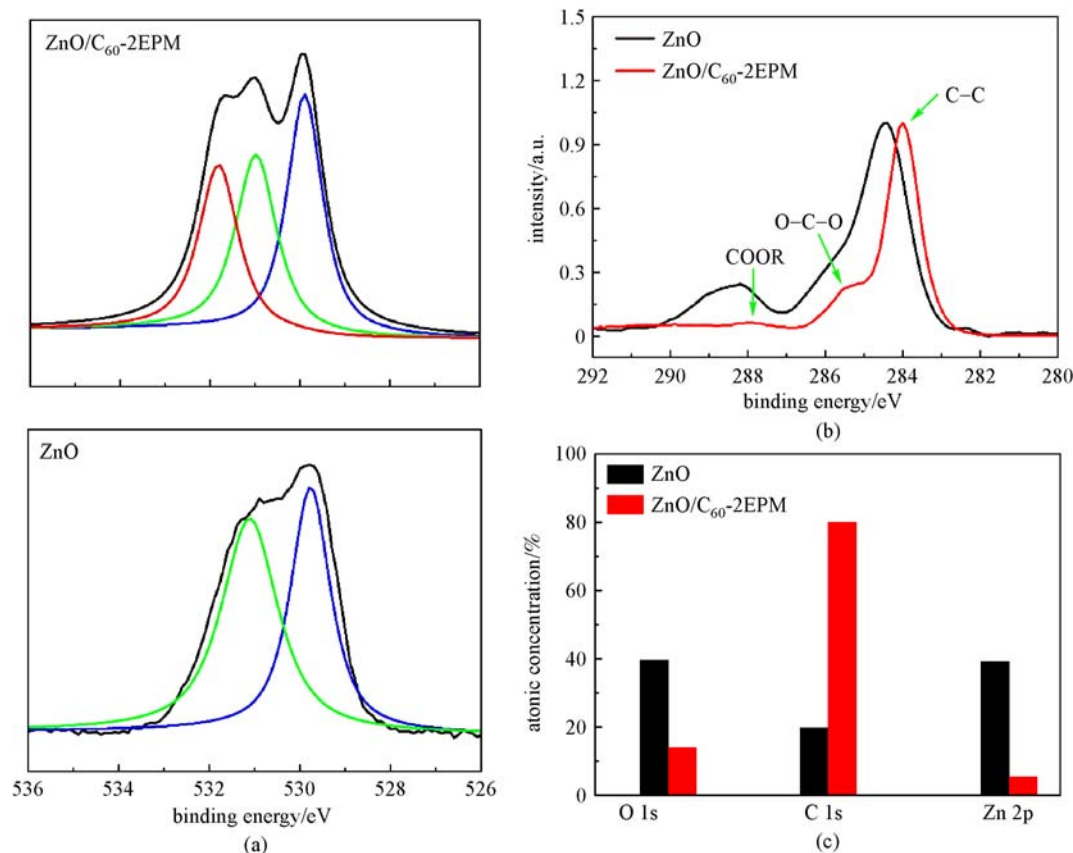 ZnO/C₆₀-2EPM
ZnO
536 534 532 530 528 526
binding energy/eV
(a)
1.5
1.2
0.9
0.6
0.3
0
intensity/a.u.
ZnO
ZnO/C₆₀-2EPM
C−C
O−C−O
COOR
292 290 288 286 284 282 280
binding energy/eV
(b)
100
80
60
40
20
0
atomic concentration/%
ZnO
ZnO/C₆₀-2EPM
O 1s C 1s Zn 2p
(c)